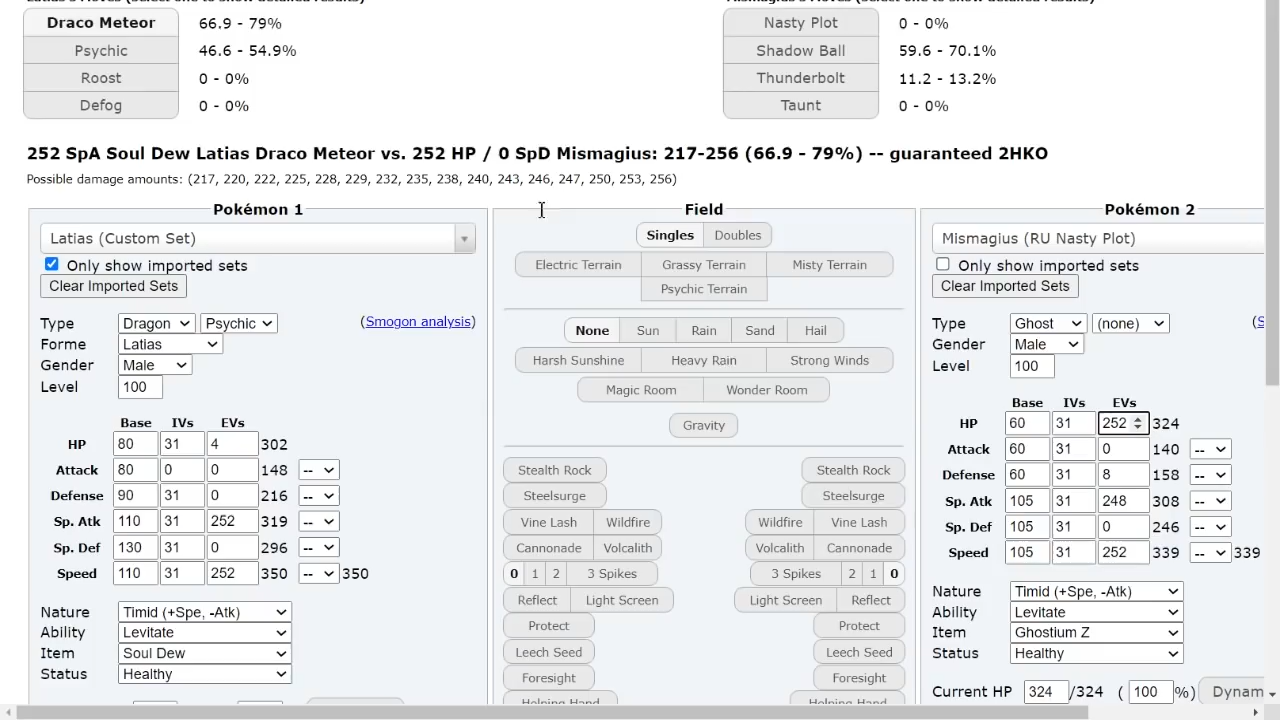 Draco Meteor 66.9 - 79%
Psychic 46.6 - 54.9%
Roost 0 - 0%
Defog 0 - 0%
Nasty Plot 0 - 0%
Shadow Ball 59.6 - 70.1%
Thunderbolt 11.2 - 13.2%
Taunt 0 - 0%
252 SpA Soul Dew Latias Draco Meteor vs. 252 HP / 0 SpD Mismagius: 217-256 (66.9 - 79%) -- guaranteed 2HKO
Possible damage amounts: (217, 220, 222, 225, 228, 229, 232, 235, 238, 240, 243, 246, 247, 250, 253, 256)
Pokémon 1
Latias (Custom Set)
Only show imported sets
Clear Imported Sets
Type Dragon Psychic (Smogon analysis)
Forme Latias
Gender Male
Level 100
Base IVs EVs
HP 80 31 4 302
Attack 80 0 0 148 --
Defense 90 31 0 216 --
Sp. Atk 110 31 252 319 --
Sp. Def 130 31 0 296 --
Speed 110 31 252 350 -- 350
Nature Timid (+Spe, -Atk)
Ability Levitate
Item Soul Dew
Status Healthy
Field
Singles Doubles
Electric Terrain Grassy Terrain Misty Terrain
Psychic Terrain
None Sun Rain Sand Hail
Harsh Sunshine Heavy Rain Strong Winds
Magic Room Wonder Room
Gravity
Stealth Rock Stealth Rock
Steelsurge Steelsurge
Vine Lash Wildfire Wildfire Vine Lash
Cannonade Volcalith Volcalith Cannonade
0 1 2 3 Spikes 3 Spikes 2 1 0
Reflect Light Screen Light Screen Reflect
Protect Protect
Leech Seed Leech Seed
Foresight Foresight
Helping Hand Helping Hand
Pokémon 2
Mismagius (RU Nasty Plot)
Only show imported sets
Clear Imported Sets
Type Ghost (none) (S
Gender Male
Level 100
Base IVs EVs
HP 60 31 252 324
Attack 60 31 0 140 --
Defense 60 31 8 158 --
Sp. Atk 105 31 248 308 --
Sp. Def 105 31 0 246 --
Speed 105 31 252 339 -- 339
Nature Timid (+Spe, -Atk)
Ability Levitate
Item Ghostium Z
Status Healthy
Current HP 324 /324 ( 100 %) Dynam